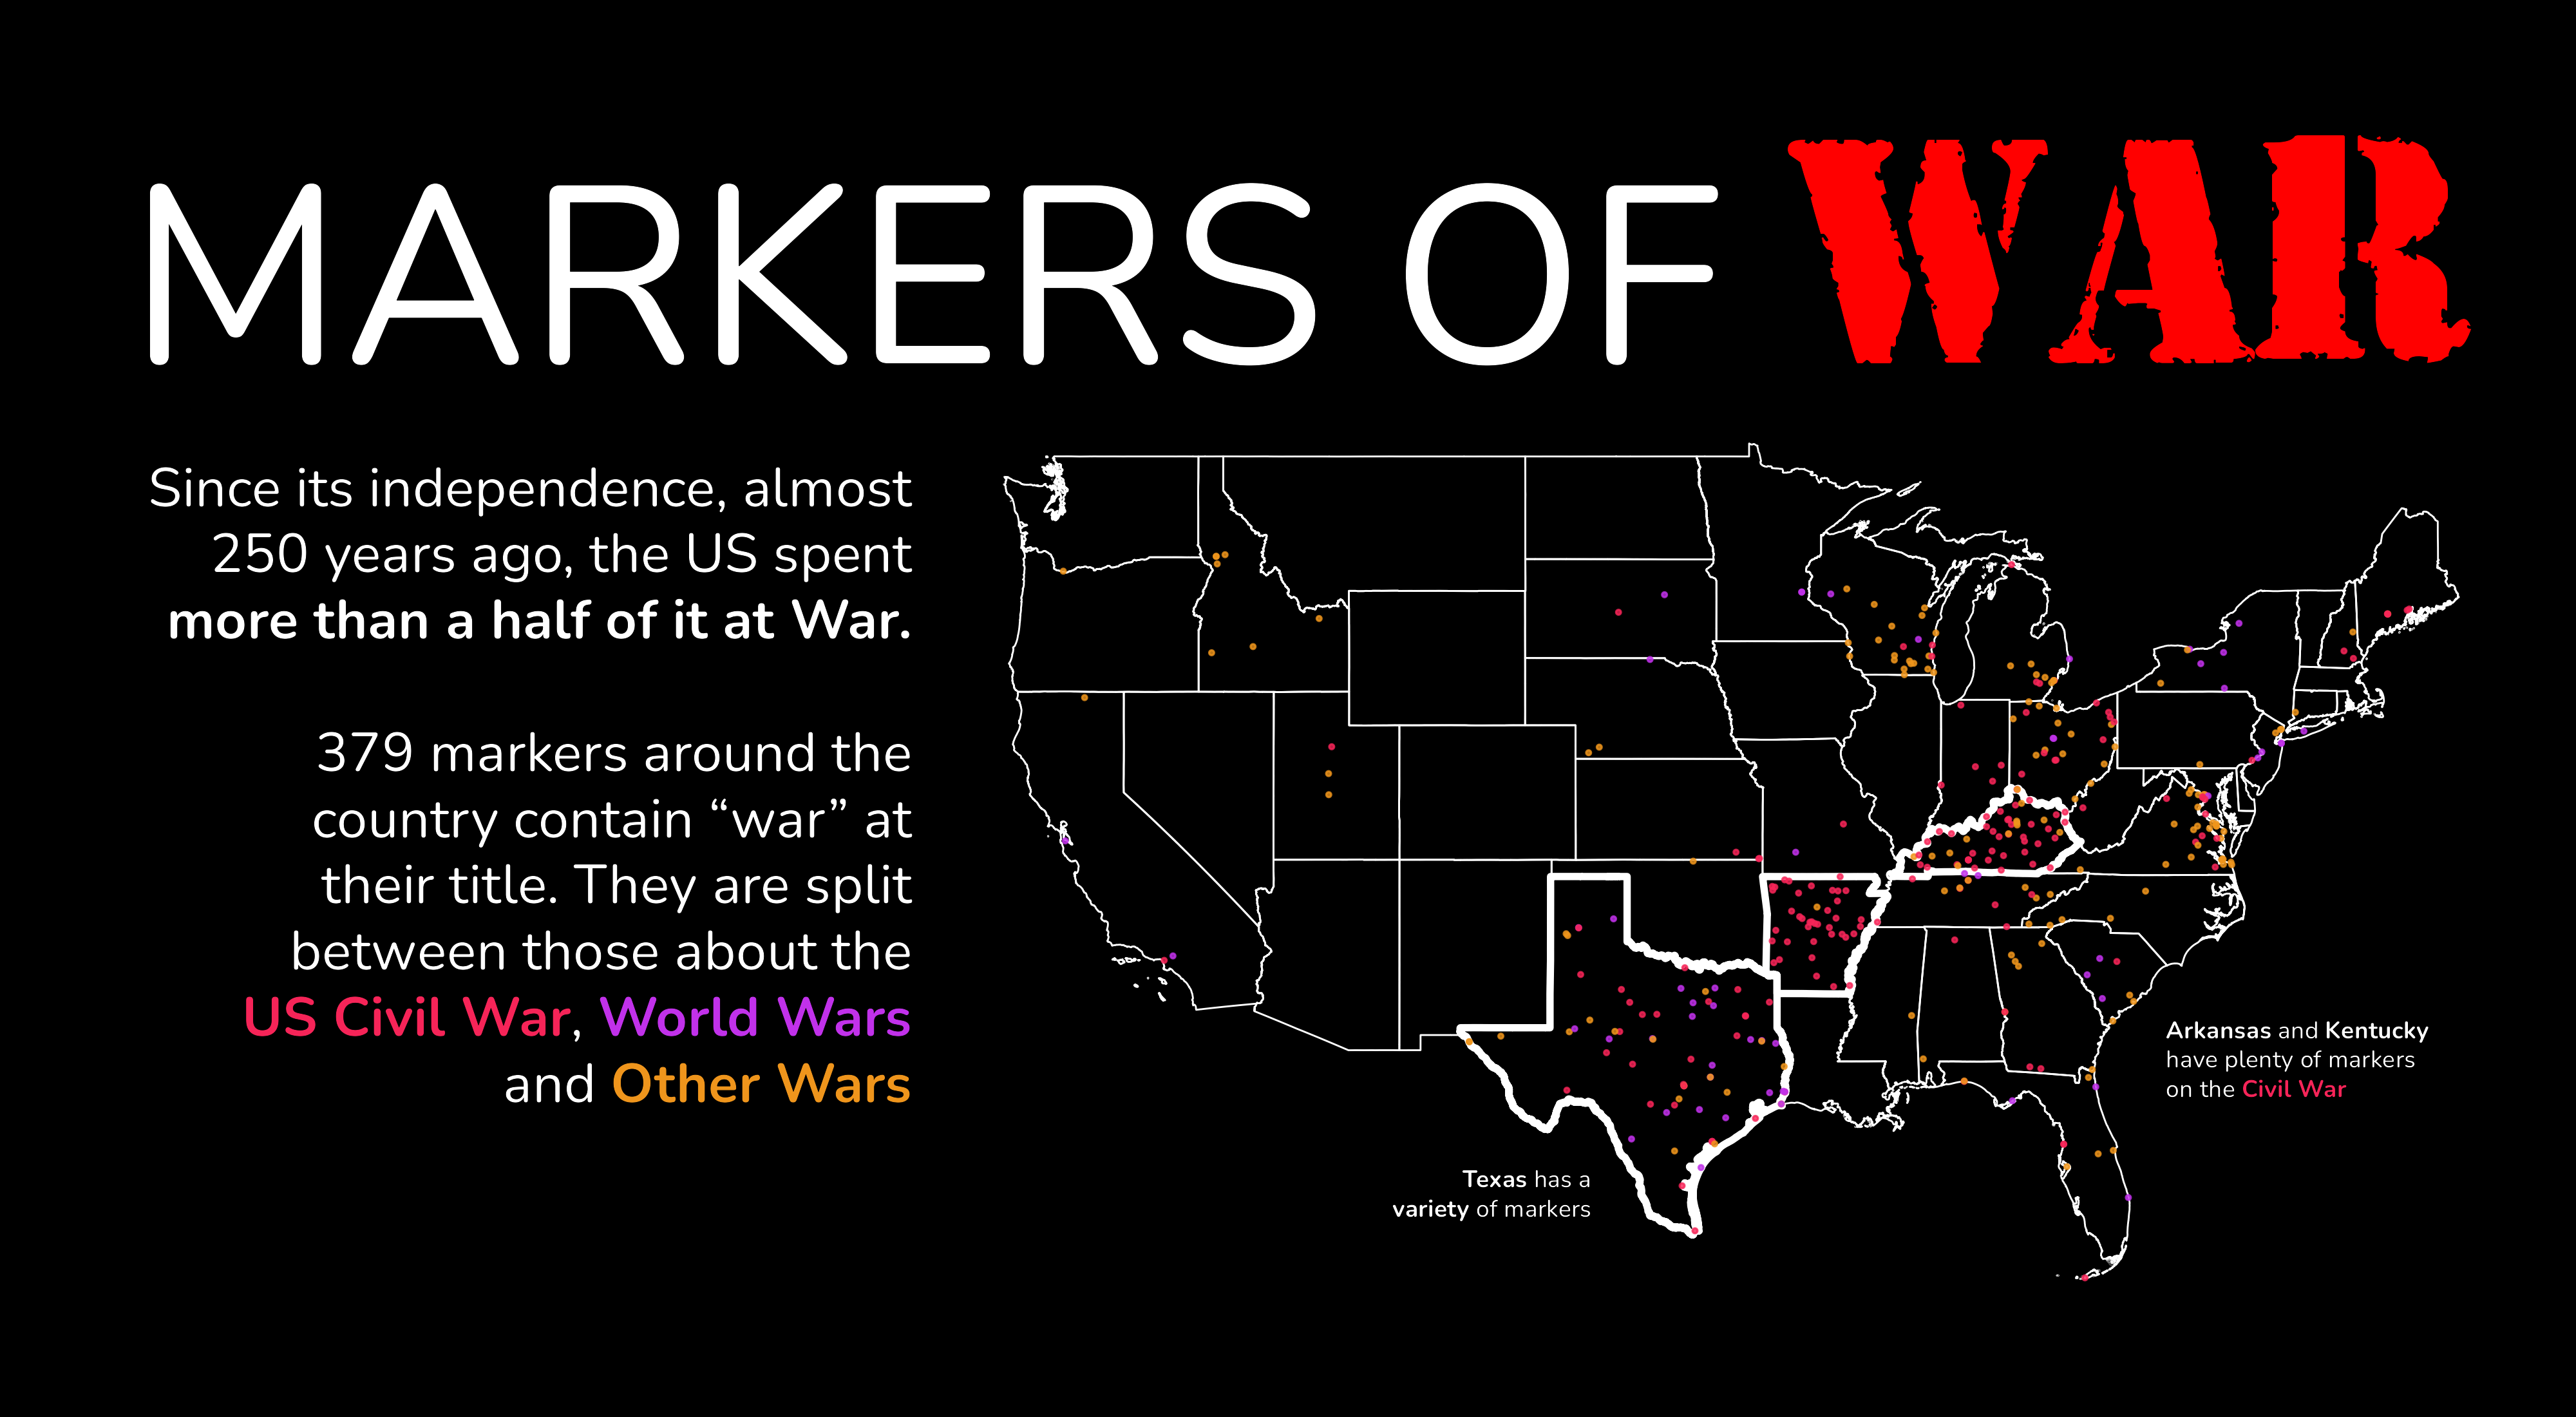 MARKERS OF WAR
Since its independence, almost
250 years ago, the US spent
more than a half of it at War.
379 markers around the
country contain “war” at
their title. They are split
between those about the
US Civil War, World Wars
and Other Wars
Arkansas and Kentucky
have plenty of markers
on the Civil War
Texas has a
variety of markers